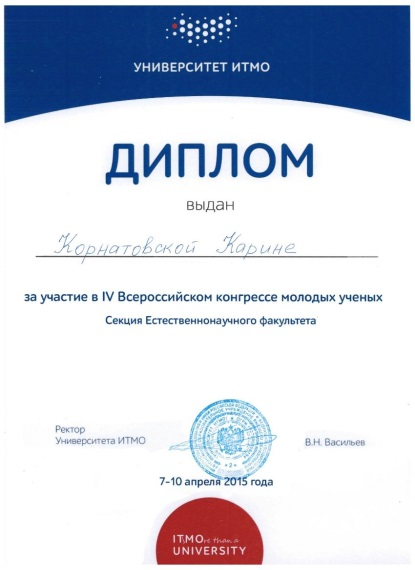 УНИВЕРСИТЕТ ИТМО
ДИПЛОМ
выдан
Корнатовской Карине
за участие в IV Всероссийском конгрессе молодых ученых
Секция Естественнонаучного факультета
Ректор
Университета ИТМО
В.Н. Васильев
7-10 апреля 2015 года
ITMO re than a
UNIVERSITY